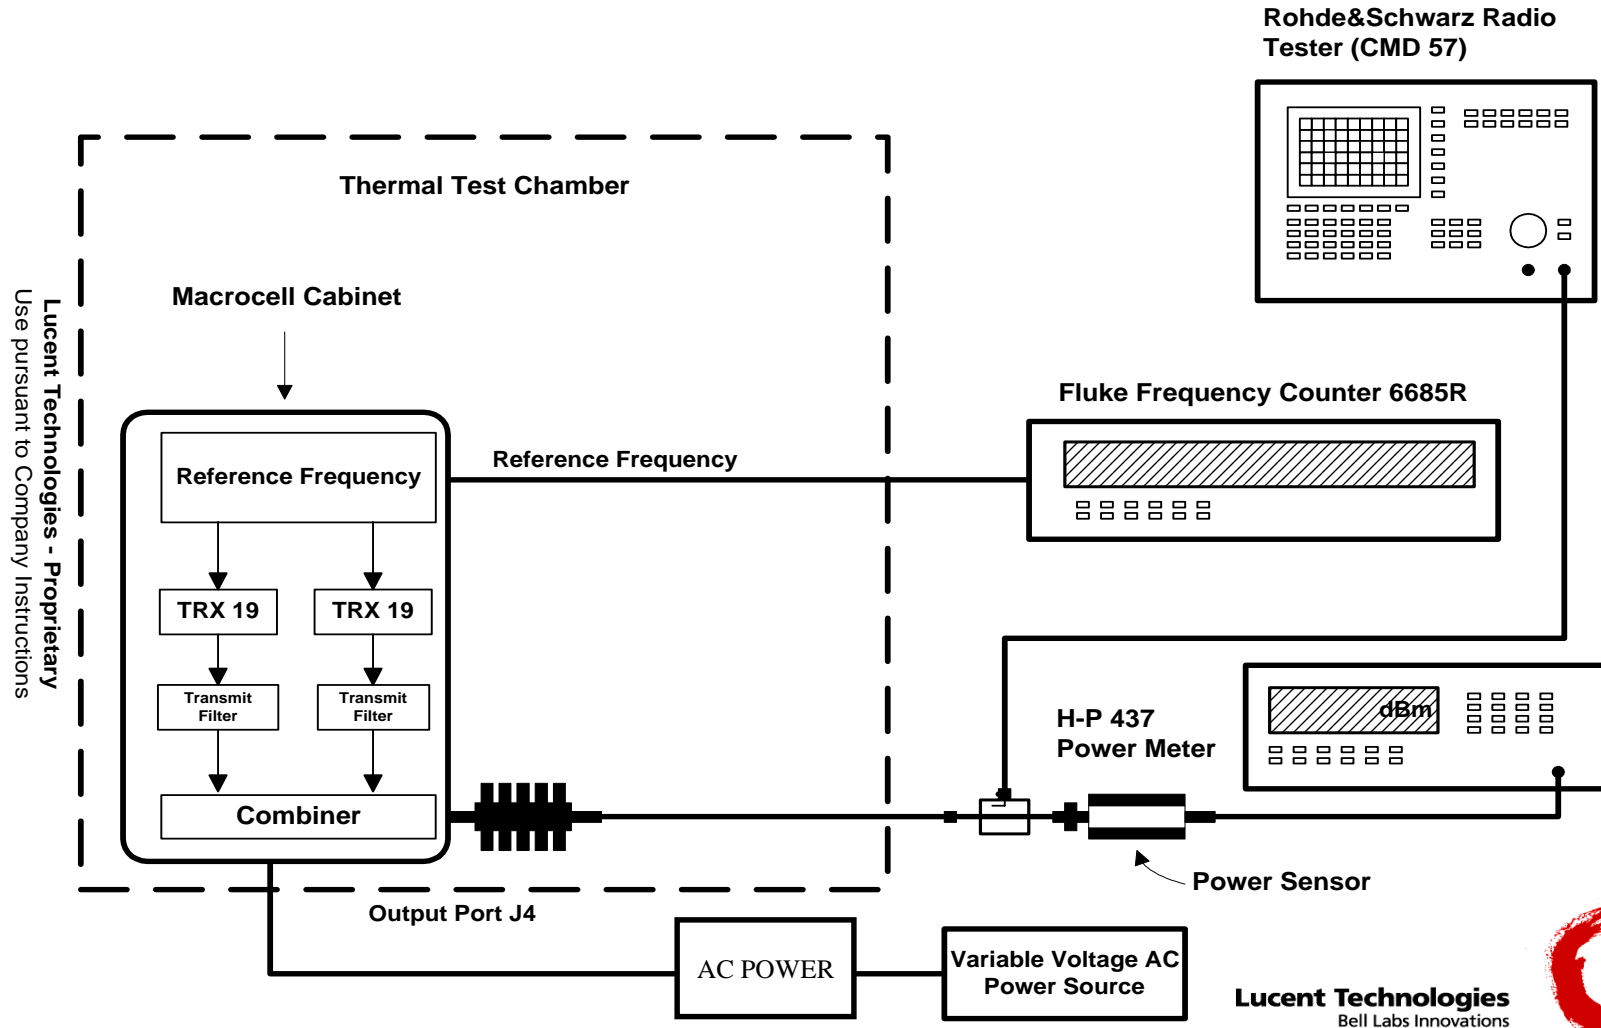 Rohde&Schwarz Radio
Tester (CMD 57)
Thermal Test Chamber
Macrocell Cabinet
Lucent Technologies - Proprietary
Use pursuant to Company Instructions
Fluke Frequency Counter 6685R
Reference Frequency
Reference Frequency
TRX 19
TRX 19
Transmit
Filter
Transmit
Filter
dBm
H-P 437
Power Meter
Combiner
Power Sensor
Output Port J4
AC POWER
Variable Voltage AC
Power Source
Lucent Technologies
Bell Labs Innovations